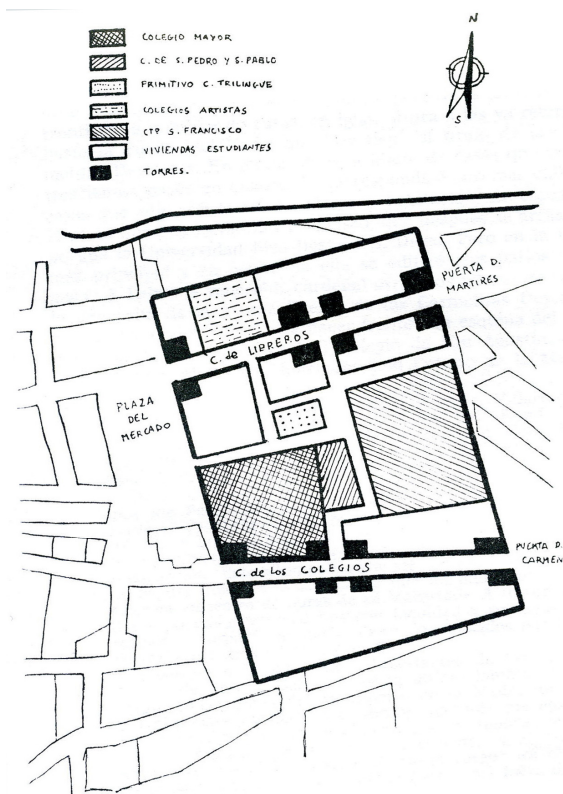 N
S
COLEGIO MAYOR
C. DE S. PEDRO Y S. PABLO
PRIMITIVO C. TRILINGUE
COLEGIOS ARTISTAS
CTO S. FRANCISCO
VIVIENDAS ESTUDIANTES
TORRES.
PUERTA D.
MARTIRES
C. de LIBREROS
PLAZA
DEL
MERCADO
PUERTA D.
CARMEN
C. de LOS COLEGIOS